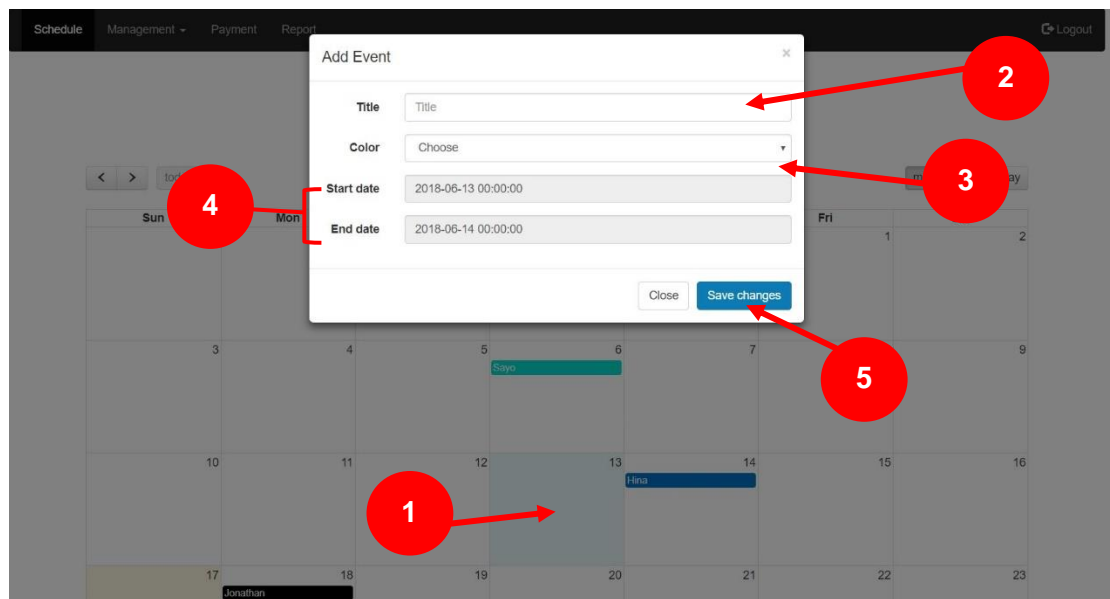 Schedule Management Payment Report Logout
Add Event ×
2
Title Title
Color Choose
3
4
Start date 2018-06-13 00:00:00
Sun Mon Fri
End date 2018-06-14 00:00:00
1 2
Close Save changes
3 4 5 6 7 9
Sayo
5
10 11 12 13 14 15 16
Hina
1
17 18 19 20 21 22 23
Jonathan